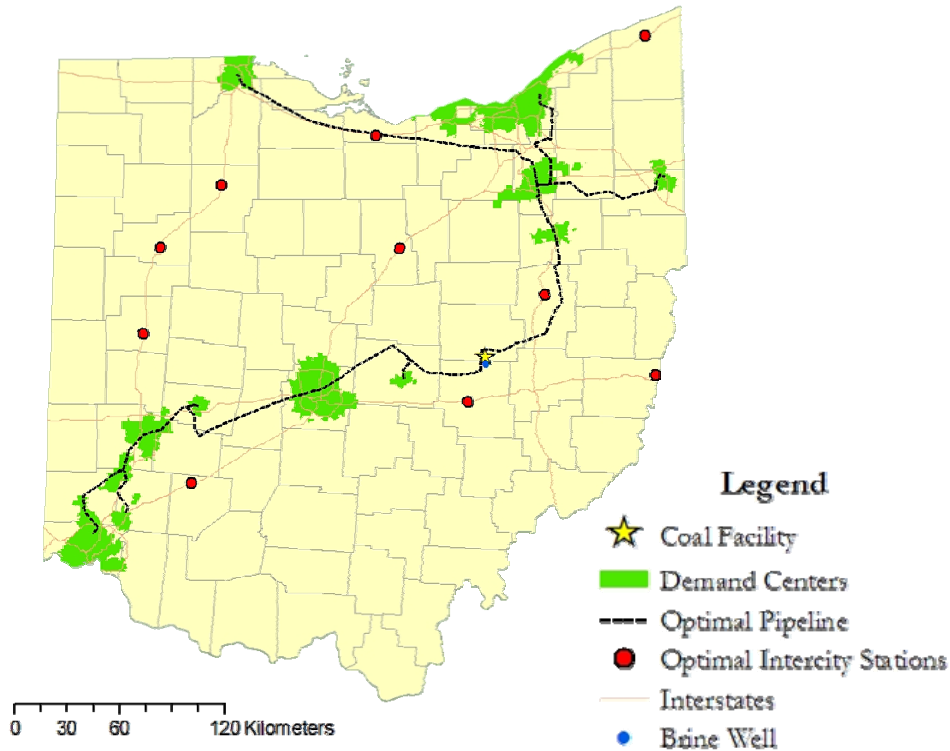 Legend
Coal Facility
Demand Centers
Optimal Pipeline
Optimal Intercity Stations
Interstates
Brine Well
0 30 60 120 Kilometers